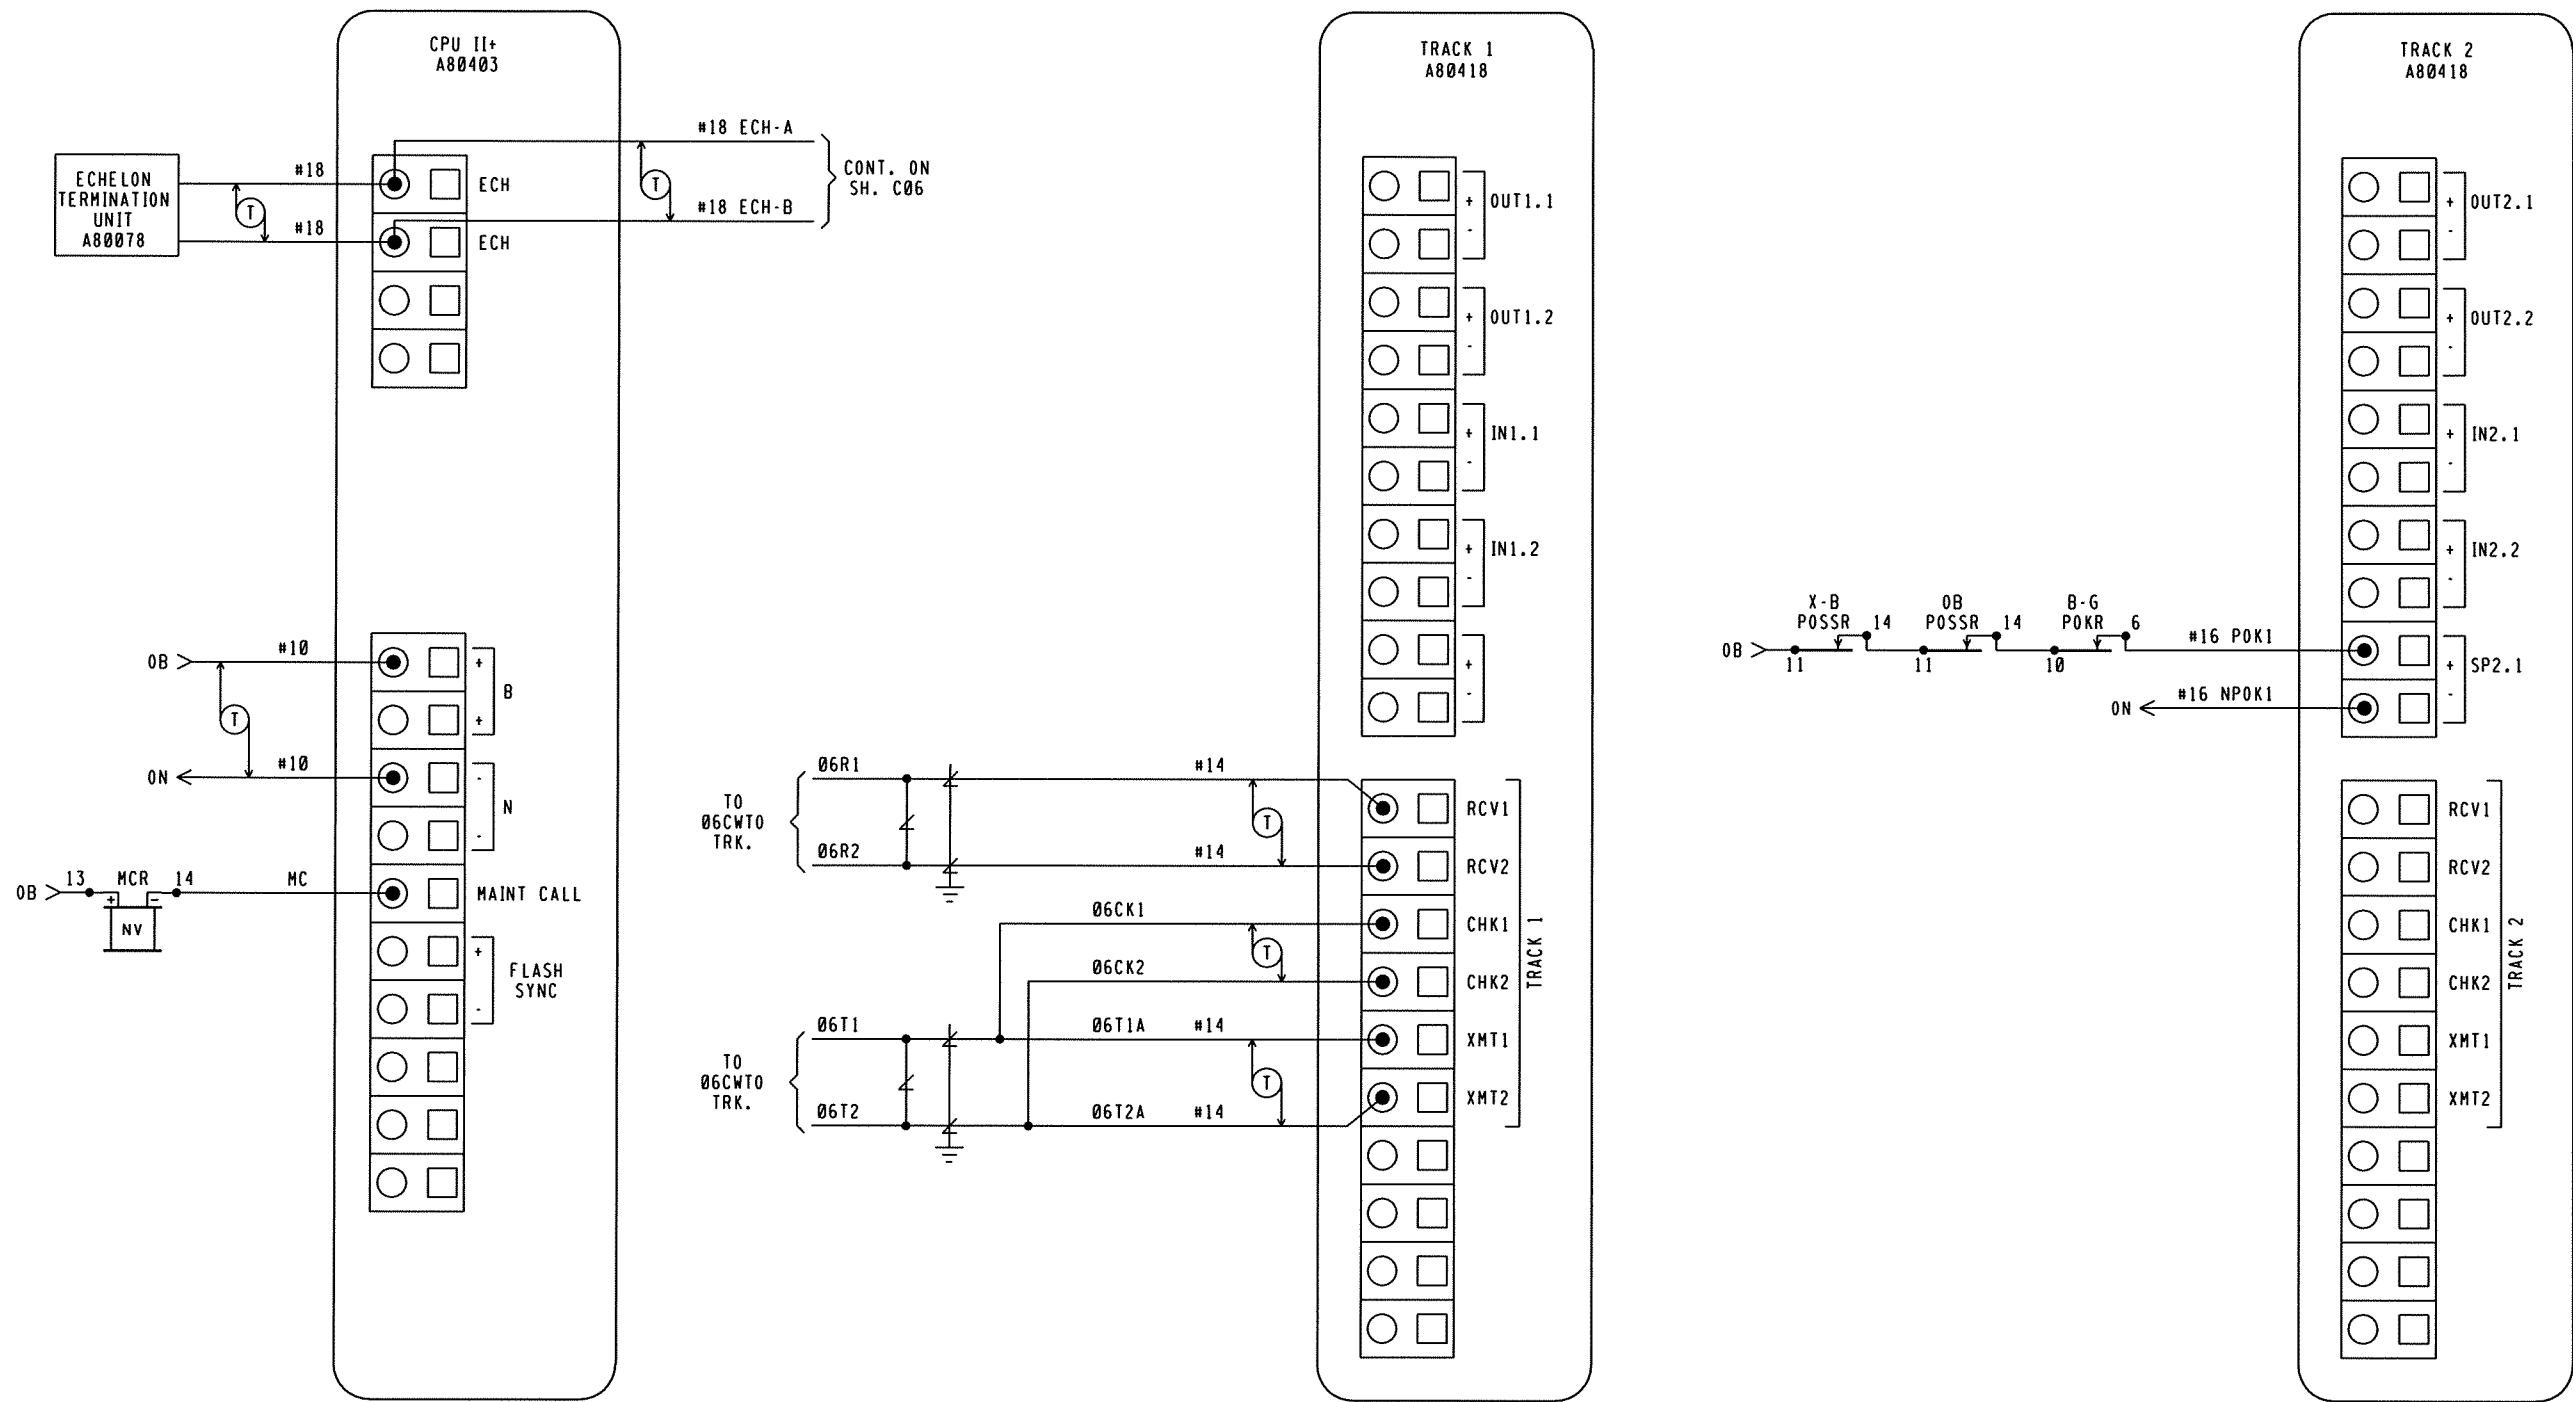 CPU II+
A80403
#18 ECH-A
#18 ECH-B
CONT. ON
SH. C06
ECHELON
TERMINATION
UNIT
A80078
#18
T
#18
T
ECH
ECH
OB
#10
T
ON
#10
+
+
B
-
-
N
OB
13
MCR
14
MC
+
-
NV
MAINT CALL
+
-
FLASH
SYNC
TRACK 1
A80418
+
-
OUT1.1
+
-
OUT1.2
+
-
IN1.1
+
-
IN1.2
+
-
TO
06CWTO
TRK.
06R1
#14
T
06R2
#14
06CK1
T
06CK2
TO
06CWTO
TRK.
06T1
06T1A
#14
T
06T2
06T2A
#14
RCV1
RCV2
CHK1
CHK2
XMT1
XMT2
TRACK 1
TRACK 2
A80418
+
-
OUT2.1
+
-
OUT2.2
+
-
IN2.1
+
-
IN2.2
OB
X-B
POSSR
11
14
OB
POSSR
11
14
B-G
POKR
10
6
#16 POK1
ON
#16 NPOK1
+
-
SP2.1
RCV1
RCV2
CHK1
CHK2
XMT1
XMT2
TRACK 2